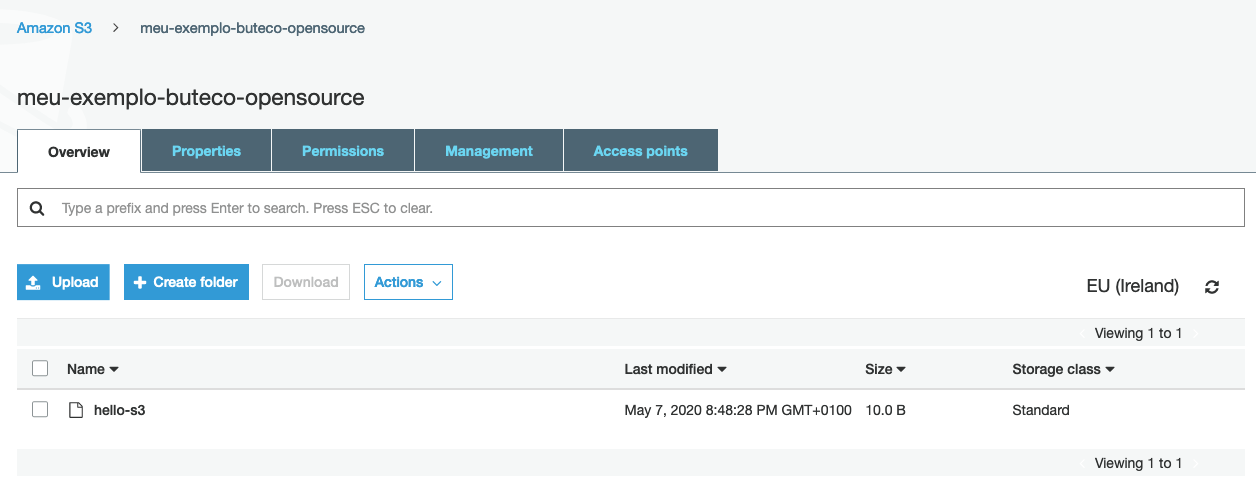 Amazon S3 > meu-exemplo-buteco-opensource
meu-exemplo-buteco-opensource
Overview Properties Permissions Management Access points
Type a prefix and press Enter to search. Press ESC to clear.
Upload Create folder Download Actions
EU (Ireland)
Viewing 1 to 1
Name Last modified Size Storage class
hello-s3 May 7, 2020 8:48:28 PM GMT+0100 10.0 B Standard
Viewing 1 to 1